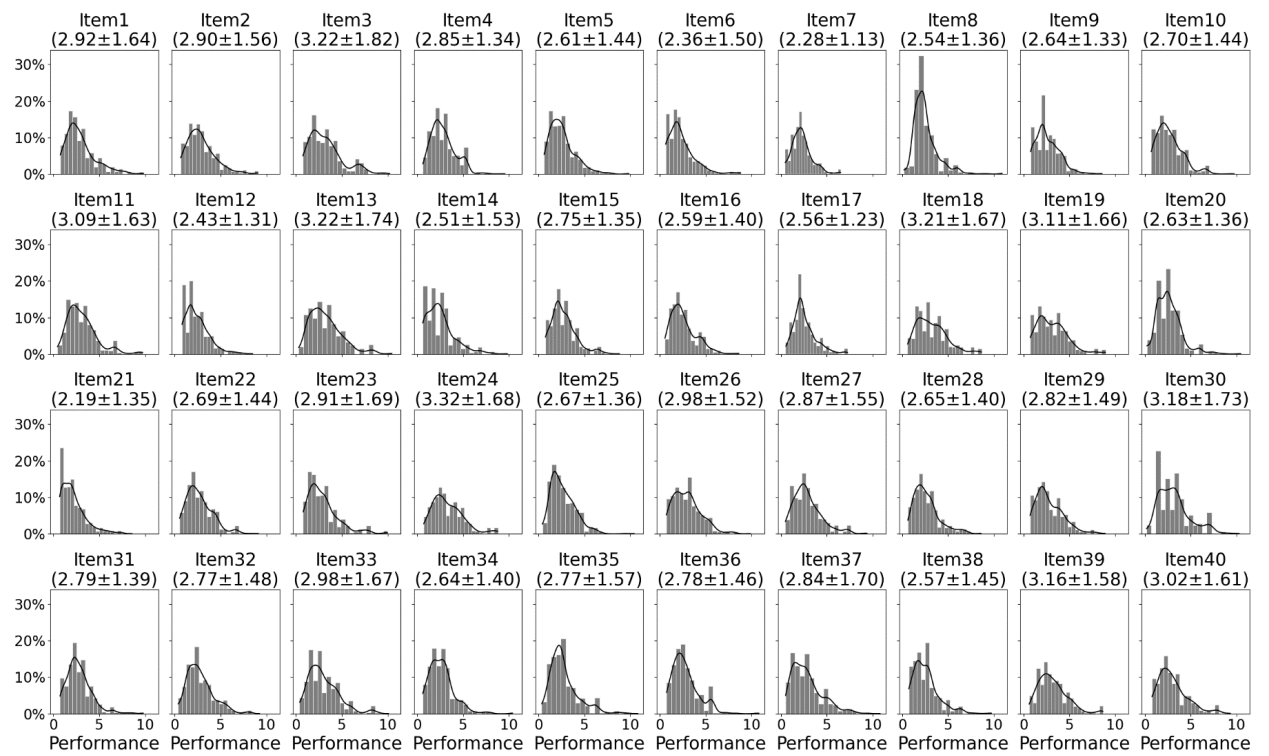 Item1 Item2 Item3 Item4 Item5 Item6 Item7 Item8 Item9 Item10
(2.92±1.64) (2.90±1.56) (3.22±1.82) (2.85±1.34) (2.61±1.44) (2.36±1.50) (2.28±1.13) (2.54±1.36) (2.64±1.33) (2.70±1.44)
30%
20%
10%
0%
Item11 Item12 Item13 Item14 Item15 Item16 Item17 Item18 Item19 Item20
(3.09±1.63) (2.43±1.31) (3.22±1.74) (2.51±1.53) (2.75±1.35) (2.59±1.40) (2.56±1.23) (3.21±1.67) (3.11±1.66) (2.63±1.36)
30%
20%
10%
0%
Item21 Item22 Item23 Item24 Item25 Item26 Item27 Item28 Item29 Item30
(2.19±1.35) (2.69±1.44) (2.91±1.69) (3.32±1.68) (2.67±1.36) (2.98±1.52) (2.87±1.55) (2.65±1.40) (2.82±1.49) (3.18±1.73)
30%
20%
10%
0%
Item31 Item32 Item33 Item34 Item35 Item36 Item37 Item38 Item39 Item40
(2.79±1.39) (2.77±1.48) (2.98±1.67) (2.64±1.40) (2.77±1.57) (2.78±1.46) (2.84±1.70) (2.57±1.45) (3.16±1.58) (3.02±1.61)
30%
20%
10%
0%
0 5 10 0 5 10 0 5 10 0 5 10 0 5 10 0 5 10 0 5 10 0 5 10 0 5 10 0 5 10
Performance Performance Performance Performance Performance Performance Performance Performance Performance Performance